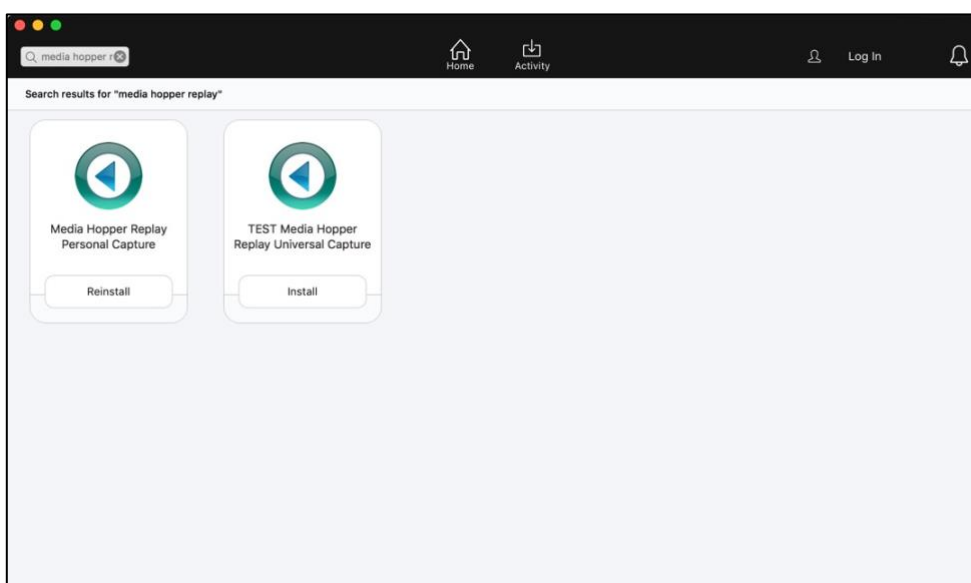 media hopper r
Home
Activity
Log In
Search results for "media hopper replay"
Media Hopper Replay
Personal Capture
Reinstall
TEST Media Hopper
Replay Universal Capture
Install